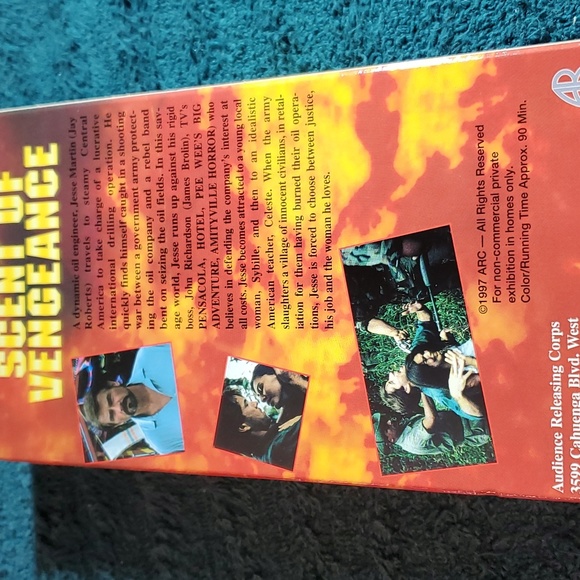 SCENT OF
VENGEANCE
A dynamic oil engineer, Jesse Martin (Jay
Roberts) travels to steamy Central
America to take charge of a lucrative
international drilling operation. He
quickly finds himself caught in a shooting
war between a government army protect-
ing the oil company and a rebel band
bent on seizing the oil fields. In this sav-
age world, Jesse runs up against his rigid
boss, John Richardson (James Brolin), TV's
PENSACOLA, HOTEL, PEE WEE'S BIG
ADVENTURE, AMITYVILLE HORROR) who
believes in defending the company's interest at
all costs. Jesse becomes attracted to a young local
woman, Sybille, and then to an idealistic
American teacher, Celeste. When the army
slaughters a village of innocent civilians, in retal-
iation for them having burned their oil opera-
tions, Jesse is forced to choose between justice,
his job and the woman he loves.
©1997 ARC — All Rights Reserved
For non-commercial private
exhibition in homes only.
Color/Running Time Approx. 90 Min.
Audience Releasing Corps
3599 Cahuenga Blvd. West